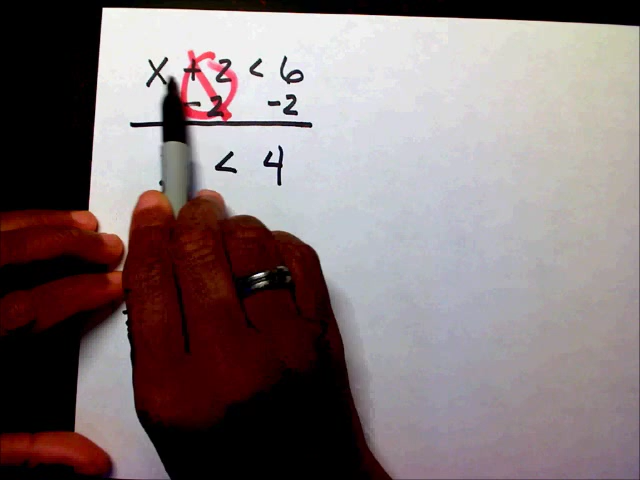 x + 2 < 6
- 2 -2
< 4